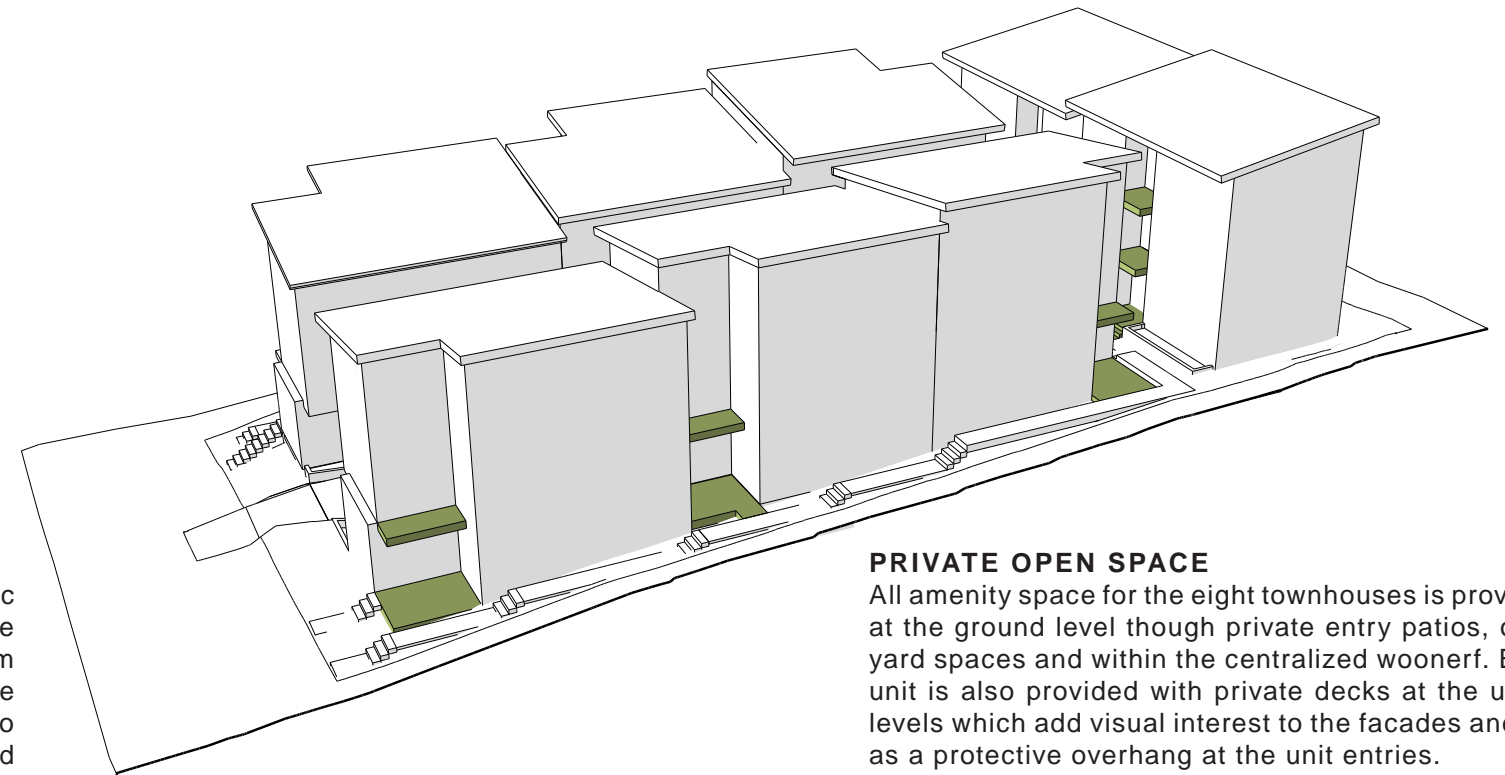 c
e
m
e
o
d
PRIVATE OPEN SPACE
All amenity space for the eight townhouses is prov
at the ground level though private entry patios,
yard spaces and within the centralized woonerf. E
unit is also provided with private decks at the u
levels which add visual interest to the facades and
as a protective overhang at the unit entries.